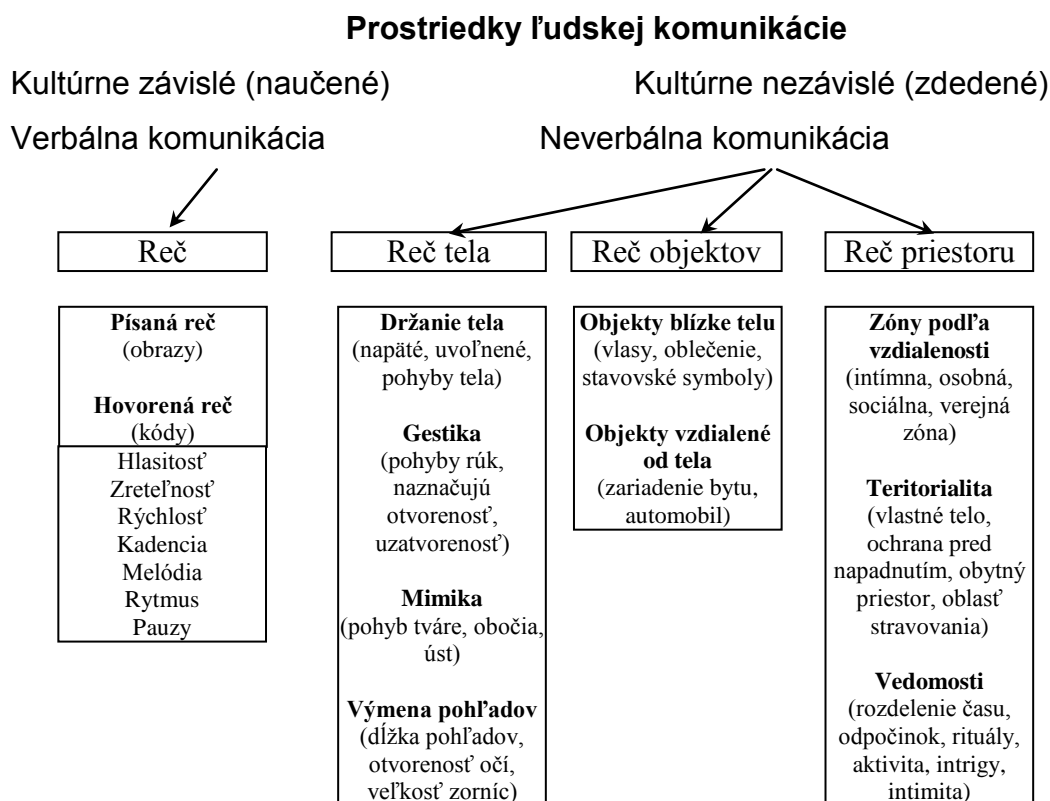 Prostriedky ľudskej komunikácie
Kultúrne závislé (naučené)
Kultúrne nezávislé (zdedené)
Verbálna komunikácia
Neverbálna komunikácia
Reč
Písaná reč
(obrazy)
Hovorená reč
(kódy)
Hlasitosť
Zreteľnosť
Rýchlosť
Kadencia
Melódia
Rytmus
Pauzy
Reč tela
Držanie tela
(napäté, uvoľnené,
pohyby tela)
Gestika
(pohyby rúk,
naznačujú
otvorenosť,
uzatvorenosť)
Mimika
(pohyb tváre, obočia,
úst)
Výmena pohľadov
(dĺžka pohľadov,
otvorenosť očí,
veľkosť zorníc)
Reč objektov
Objekty blízke telu
(vlasy, oblečenie,
stavovské symboly)
Objekty vzdialené
od tela
(zariadenie bytu,
automobil)
Reč priestoru
Zóny podľa
vzdialenosti
(intímna, osobná,
sociálna, verejná
zóna)
Teritorialita
(vlastné telo,
ochrana pred
napadnutím, obytný
priestor, oblasť
stravovania)
Vedomosti
(rozdelenie času,
odpočinok, rituály,
aktivita, intrigy,
intimita)